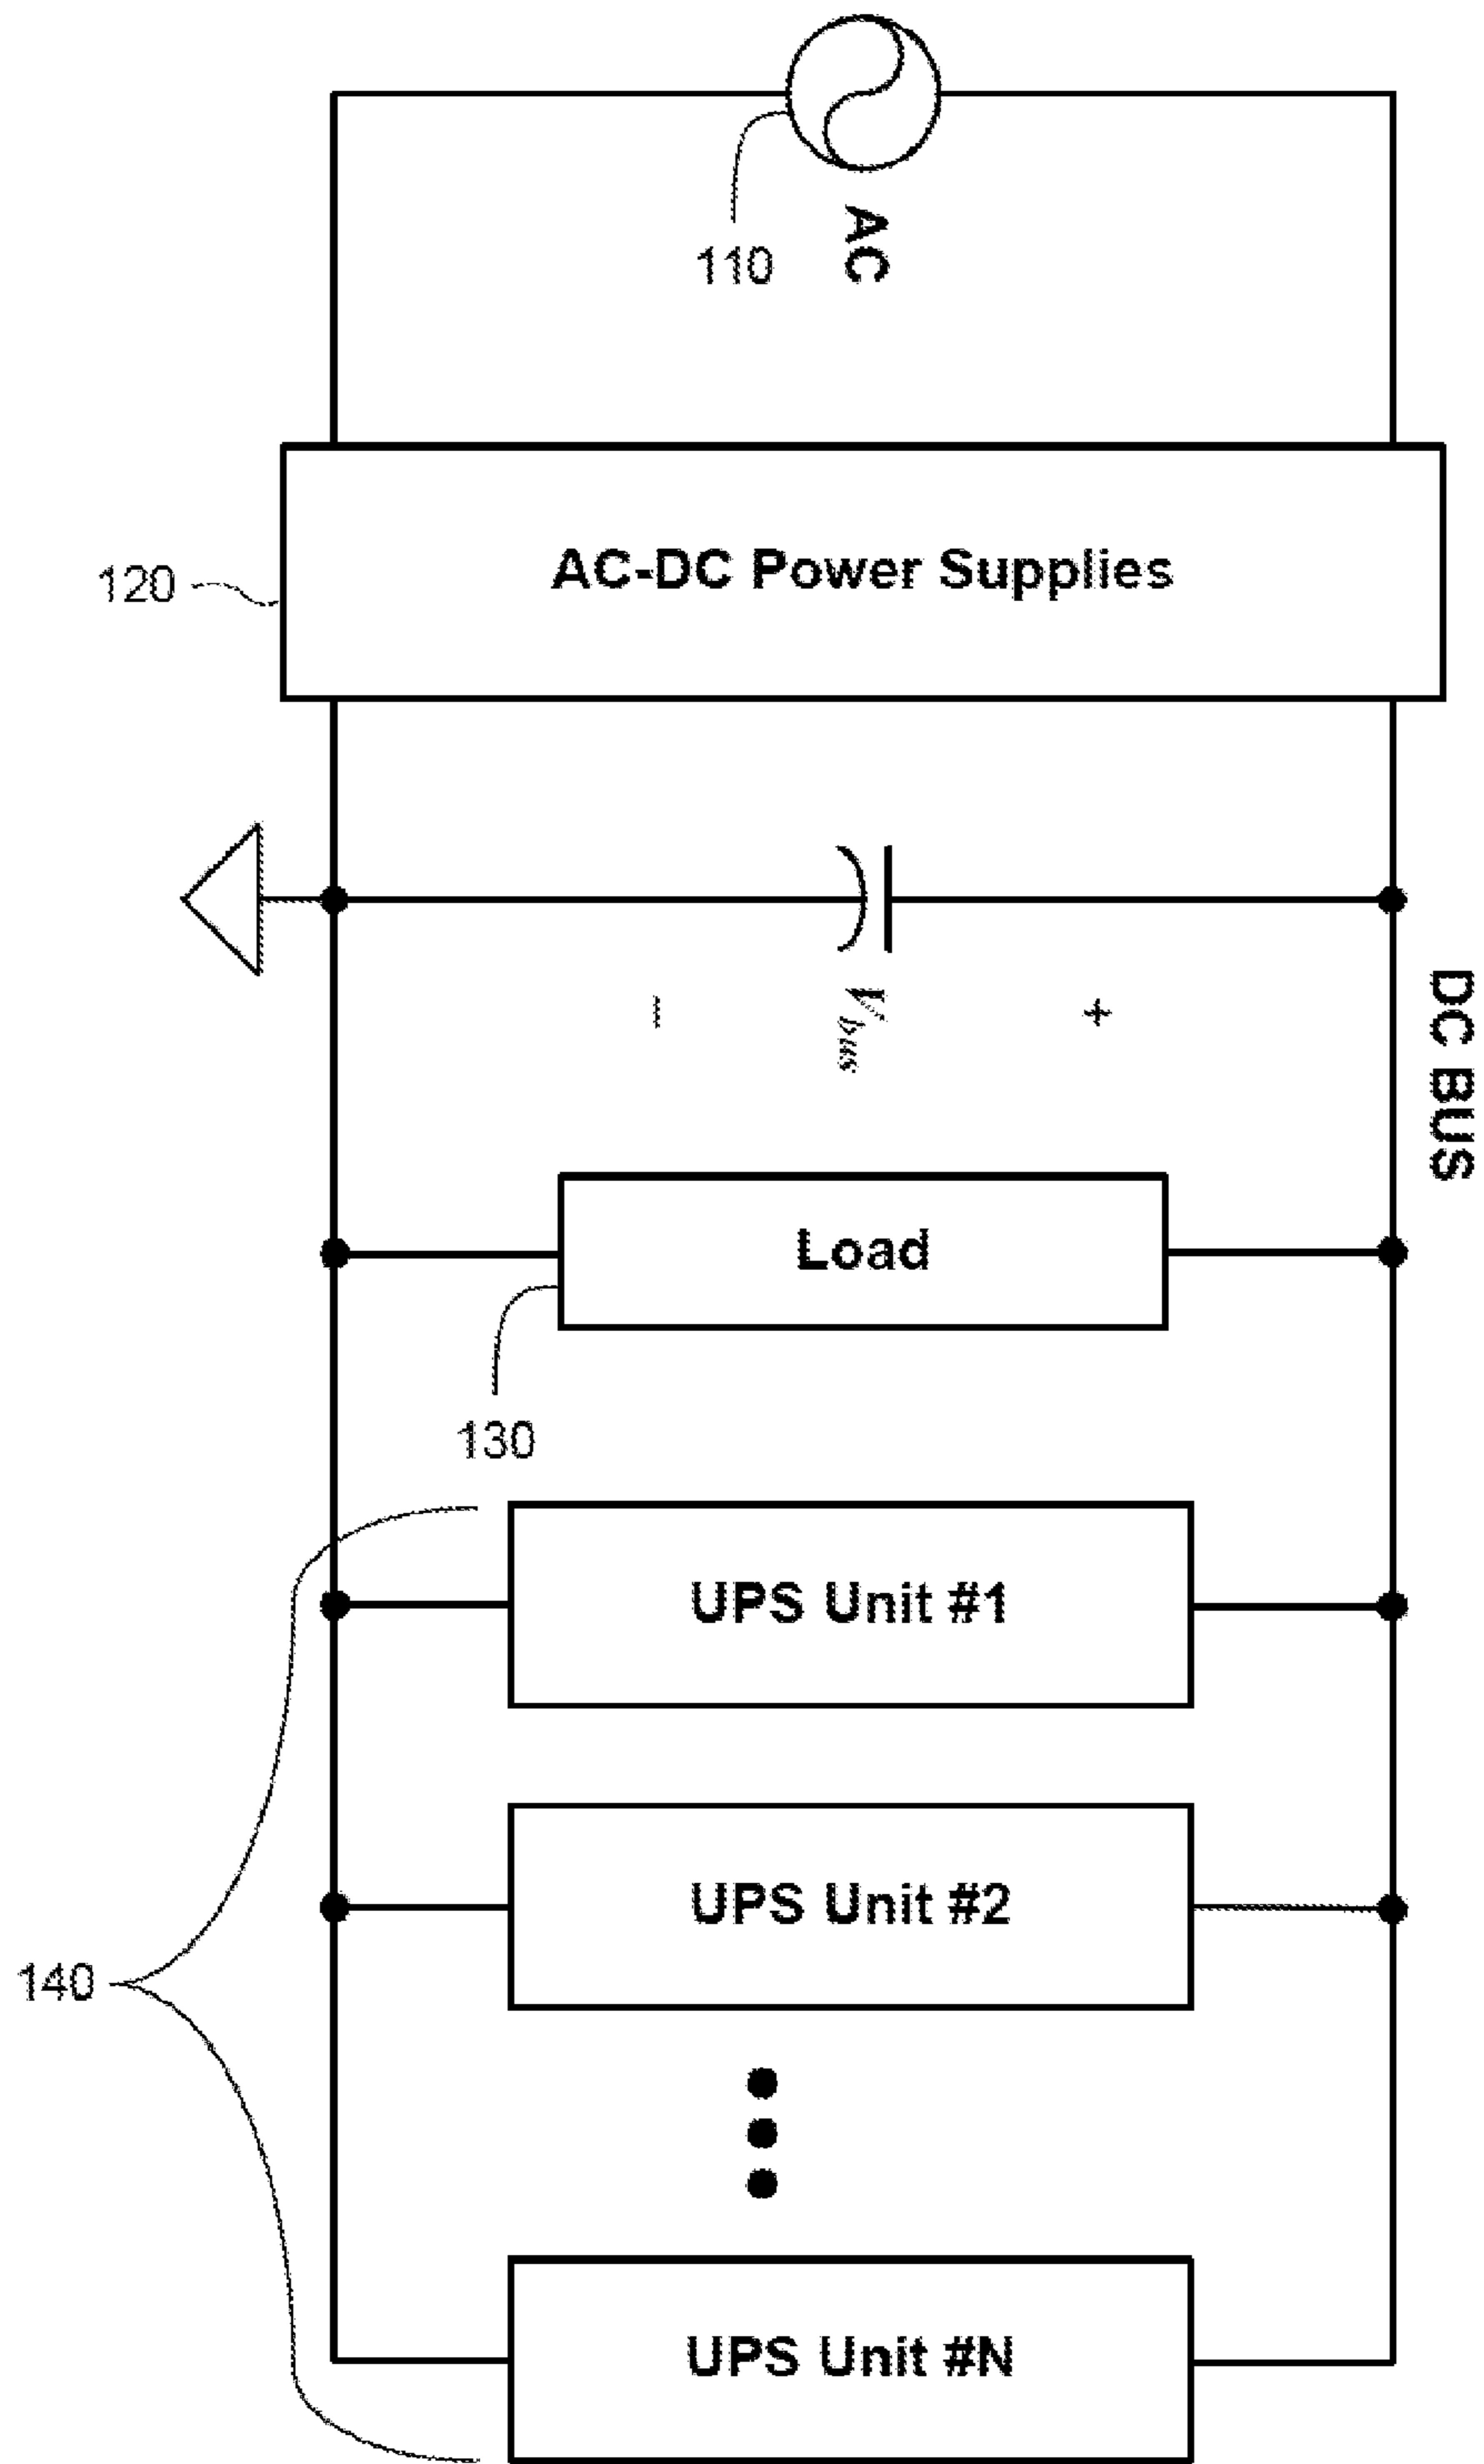 AC
110
AC-DC Power Supplies
120
DC BUS
− V_bus +
Load
130
UPS Unit #1
UPS Unit #2
140
UPS Unit #N